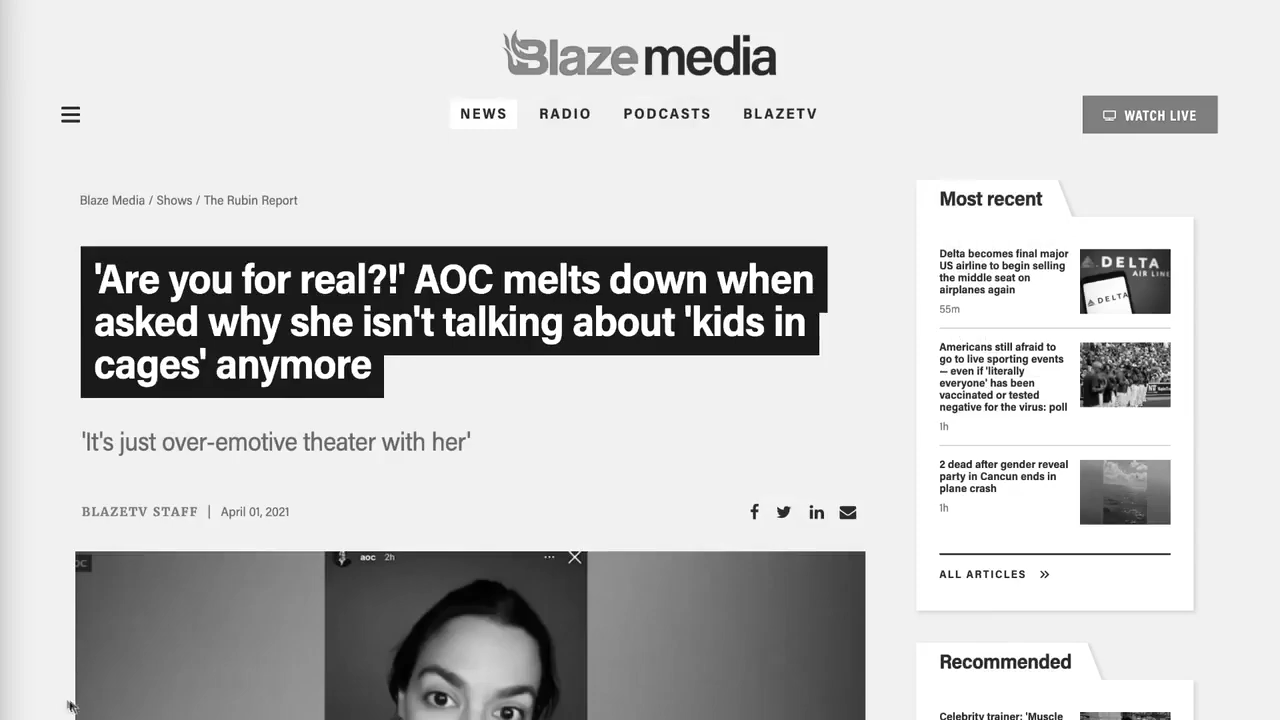 Blaze media
NEWS RADIO PODCASTS BLAZETV
WATCH LIVE
Blaze Media / Shows / The Rubin Report
'Are you for real?!' AOC melts down when
asked why she isn't talking about 'kids in
cages' anymore
'It's just over-emotive theater with her'
BLAZETV STAFF | April 01, 2021
aoc 2h
Most recent
Delta becomes final major
US airline to begin selling
the middle seat on
airplanes again
55m
DELTA
AIR LINE
DELTA
Americans still afraid to
go to live sporting events
— even if 'literally
everyone' has been
vaccinated or tested
negative for the virus: poll
1h
2 dead after gender reveal
party in Cancun ends in
plane crash
1h
ALL ARTICLES
Recommended
Celebrity trainer: 'Muscle